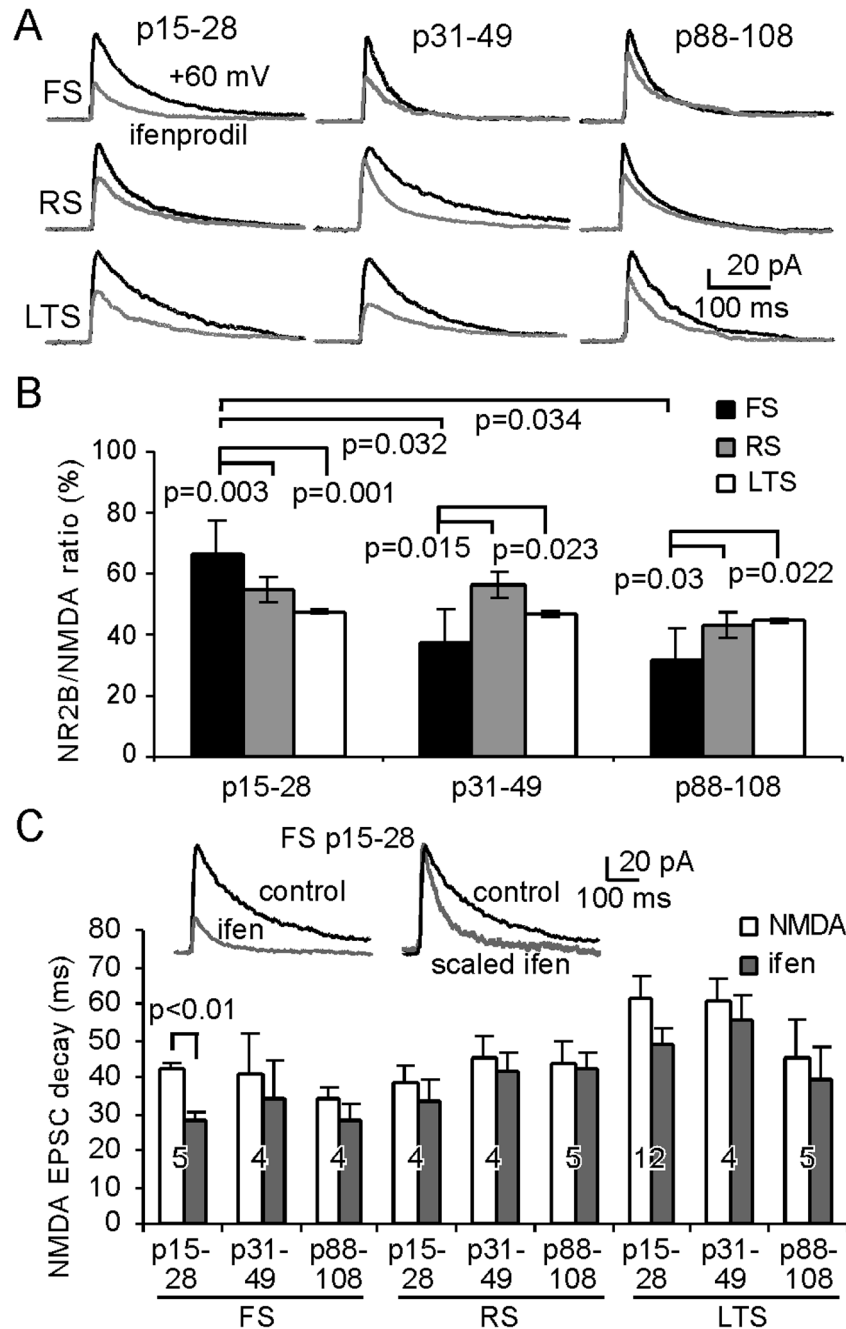 A
p15-28 p31-49 p88-108
FS +60 mV
ifenprodil
RS
LTS
20 pA
100 ms
B
NR2B/NMDA ratio (%)
FS
RS
LTS
p=0.034
p=0.032
p=0.003 p=0.001
p=0.015 p=0.023
p=0.03 p=0.022
100
80
60
40
20
0
p15-28 p31-49 p88-108
C
FS p15-28
control
ifen
control
scaled ifen
20 pA
100 ms
NMDA
ifen
NMDA EPSC decay (ms)
80
70
60
50
40
30
20
10
0
p<0.01
5 4 4 4 4 5 12 4 5
p15-28 p31-49 p88-108 p15-28 p31-49 p88-108 p15-28 p31-49 p88-108
FS RS LTS